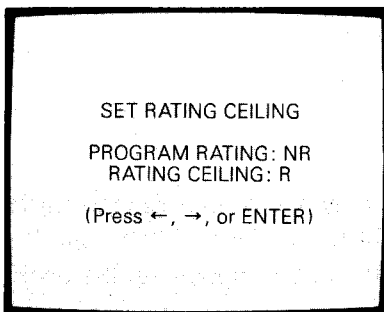 SET RATING CEILING
PROGRAM RATING: NR
RATING CEILING: R
(Press ←, →, or ENTER)